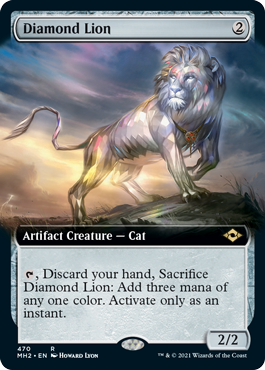 Diamond Lion 2
Artifact Creature — Cat
, Discard your hand, Sacrifice
Diamond Lion: Add three mana of
any one color. Activate only as an
instant.
2/2
470 R
MH2 • EN Howard Lyon
™ & © 2021 Wizards of the Coast